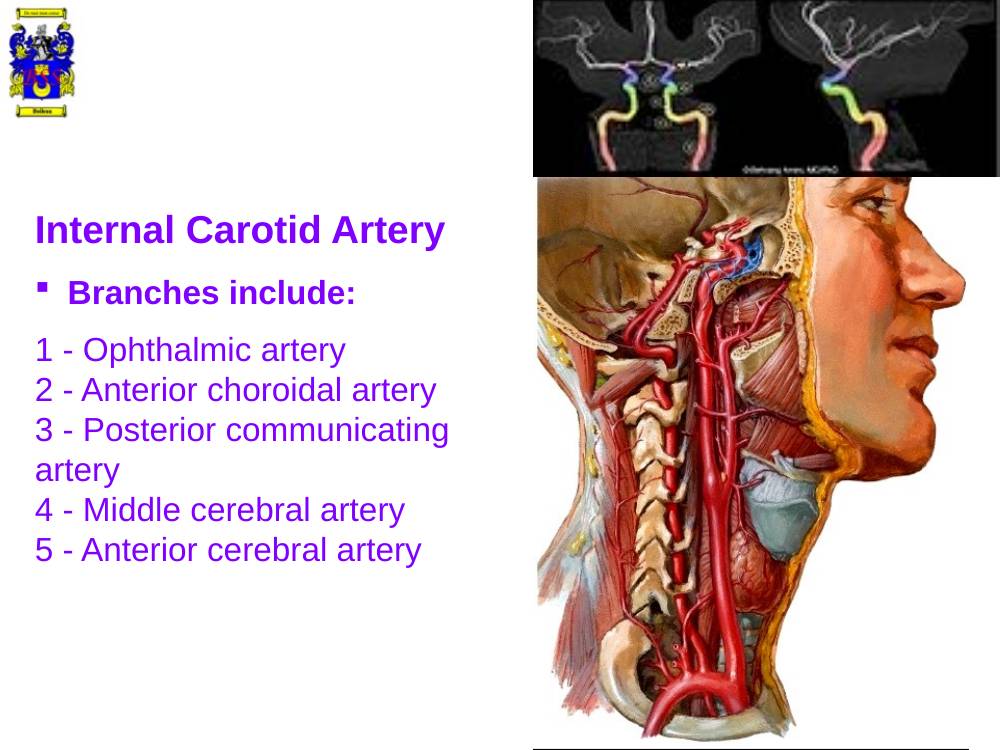 Internal Carotid Artery
▪ Branches include:
1 - Ophthalmic artery
2 - Anterior choroidal artery
3 - Posterior communicating
artery
4 - Middle cerebral artery
5 - Anterior cerebral artery